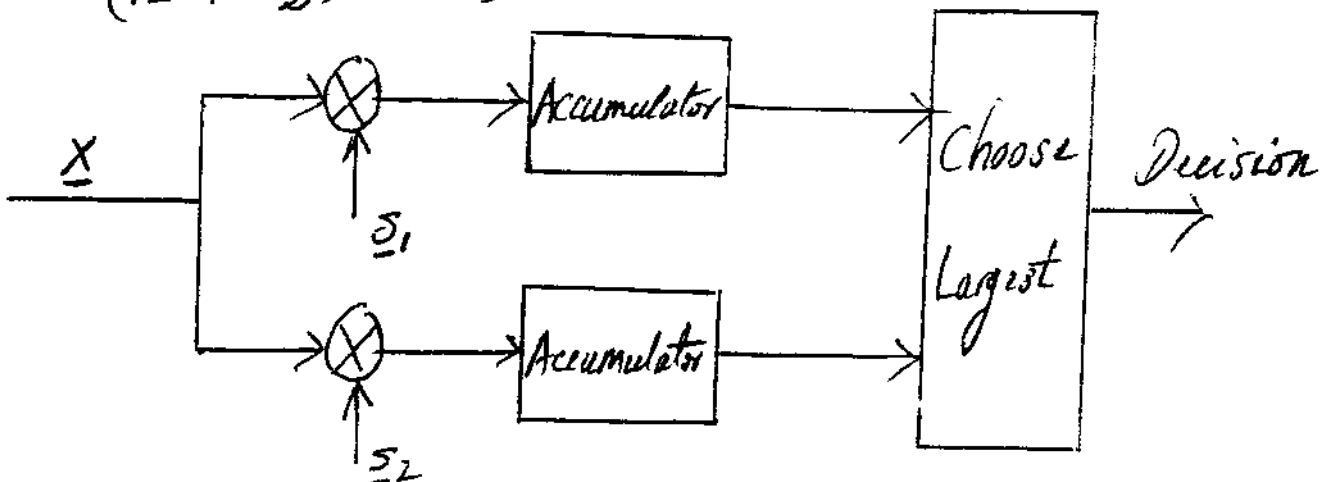 X
S1
Accumulator
Choose
Largest
Decision
S2
Accumulator